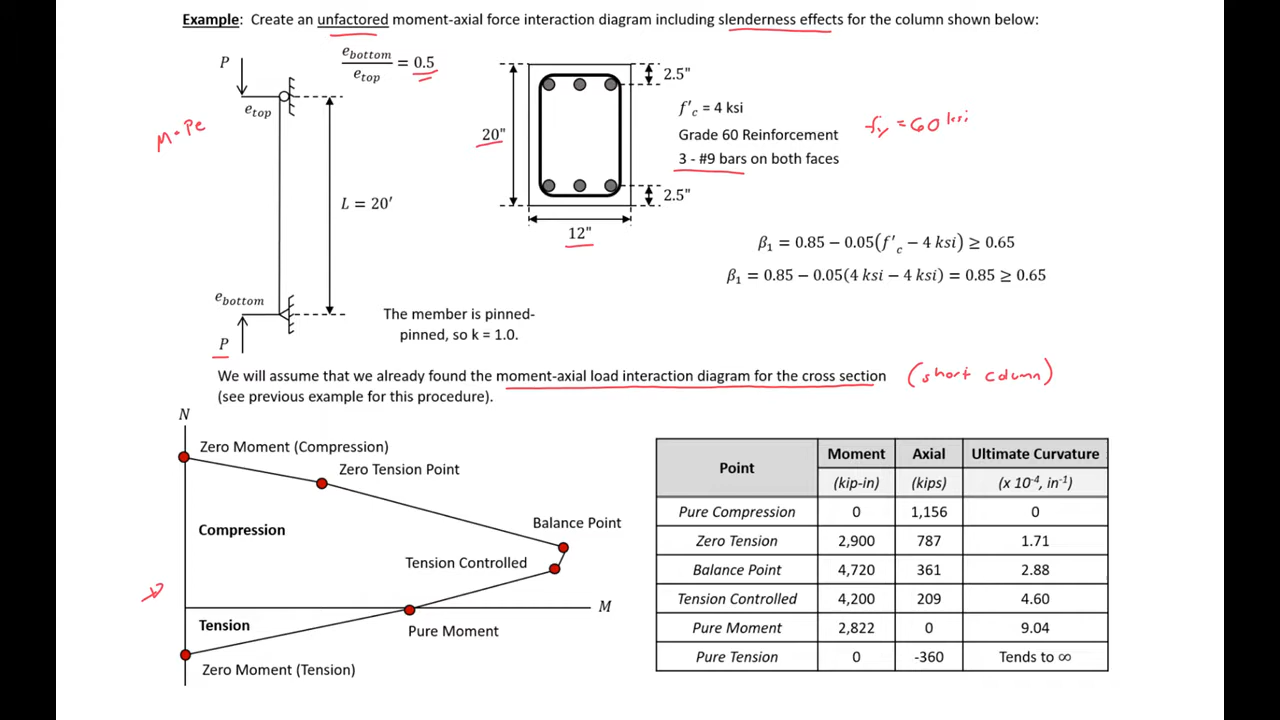 Example: Create an unfactored moment-axial force interaction diagram including slenderness effects for the column shown below:
P
e_bottom / e_top = 0.5
e_top
M = Pe
L = 20'
e_bottom
P
The member is pinned-
pinned, so k = 1.0.
20"
12"
2.5"
2.5"
f'c = 4 ksi
Grade 60 Reinforcement
3 - #9 bars on both faces
fy = 60 ksi
β₁ = 0.85 − 0.05(f'c − 4 ksi) ≥ 0.65
β₁ = 0.85 − 0.05(4 ksi − 4 ksi) = 0.85 ≥ 0.65
We will assume that we already found the moment-axial load interaction diagram for the cross section (short column)
(see previous example for this procedure).
N
Zero Moment (Compression)
Zero Tension Point
Compression
Balance Point
Tension Controlled
M
Tension
Pure Moment
Zero Moment (Tension)
Point Moment Axial Ultimate Curvature
(kip-in) (kips) (x 10⁻⁴, in⁻¹)
Pure Compression 0 1,156 0
Zero Tension 2,900 787 1.71
Balance Point 4,720 361 2.88
Tension Controlled 4,200 209 4.60
Pure Moment 2,822 0 9.04
Pure Tension 0 -360 Tends to ∞